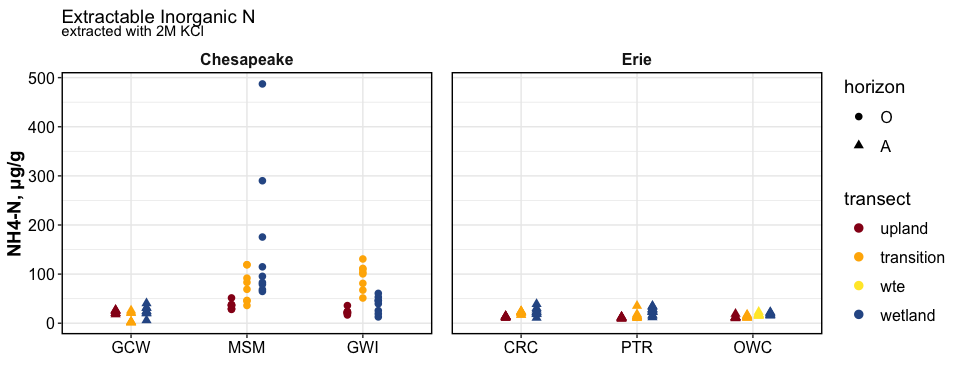 Extractable Inorganic N
extracted with 2M KCl
Chesapeake
Erie
NH4-N, μg/g
500
400
300
200
100
0
GCW
MSM
GWI
CRC
PTR
OWC
horizon
O
A
transect
upland
transition
wte
wetland